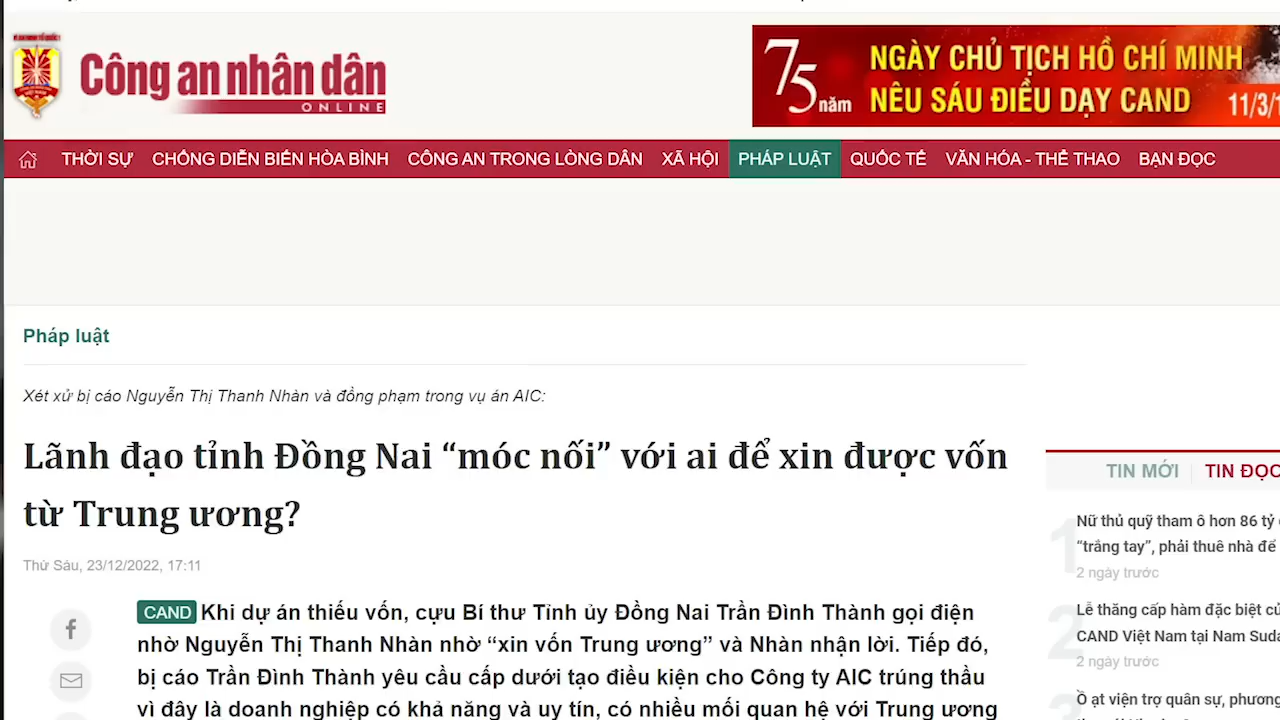 Công an nhân dân
ONLINE
75 năm
NGÀY CHỦ TỊCH HỒ CHÍ MINH
NÊU SÁU ĐIỀU DẠY CAND
11/3/1
THỜI SỰ CHỐNG DIỄN BIẾN HÒA BÌNH CÔNG AN TRONG LÒNG DÂN XÃ HỘI PHÁP LUẬT QUỐC TẾ VĂN HÓA - THỂ THAO BẠN ĐỌC
Pháp luật
Xét xử bị cáo Nguyễn Thị Thanh Nhàn và đồng phạm trong vụ án AIC:
Lãnh đạo tỉnh Đồng Nai “móc nối” với ai để xin được vốn
từ Trung ương?
Thứ Sáu, 23/12/2022, 17:11
CAND Khi dự án thiếu vốn, cựu Bí thư Tỉnh ủy Đồng Nai Trần Đình Thành gọi điện
nhờ Nguyễn Thị Thanh Nhàn nhờ “xin vốn Trung ương” và Nhàn nhận lời. Tiếp đó,
bị cáo Trần Đình Thành yêu cầu cấp dưới tạo điều kiện cho Công ty AIC trúng thầu
vì đây là doanh nghiệp có khả năng và uy tín, có nhiều mối quan hệ với Trung ương
TIN MỚI TIN ĐỌC
1
Nữ thủ quỹ tham ô hơn 86 tỷ
“trắng tay”, phải thuê nhà để
2 ngày trước
2
Lễ thăng cấp hàm đặc biệt
CAND Việt Nam tại Nam
2 ngày trước
3
Ồ ạt viện trợ quân sự,